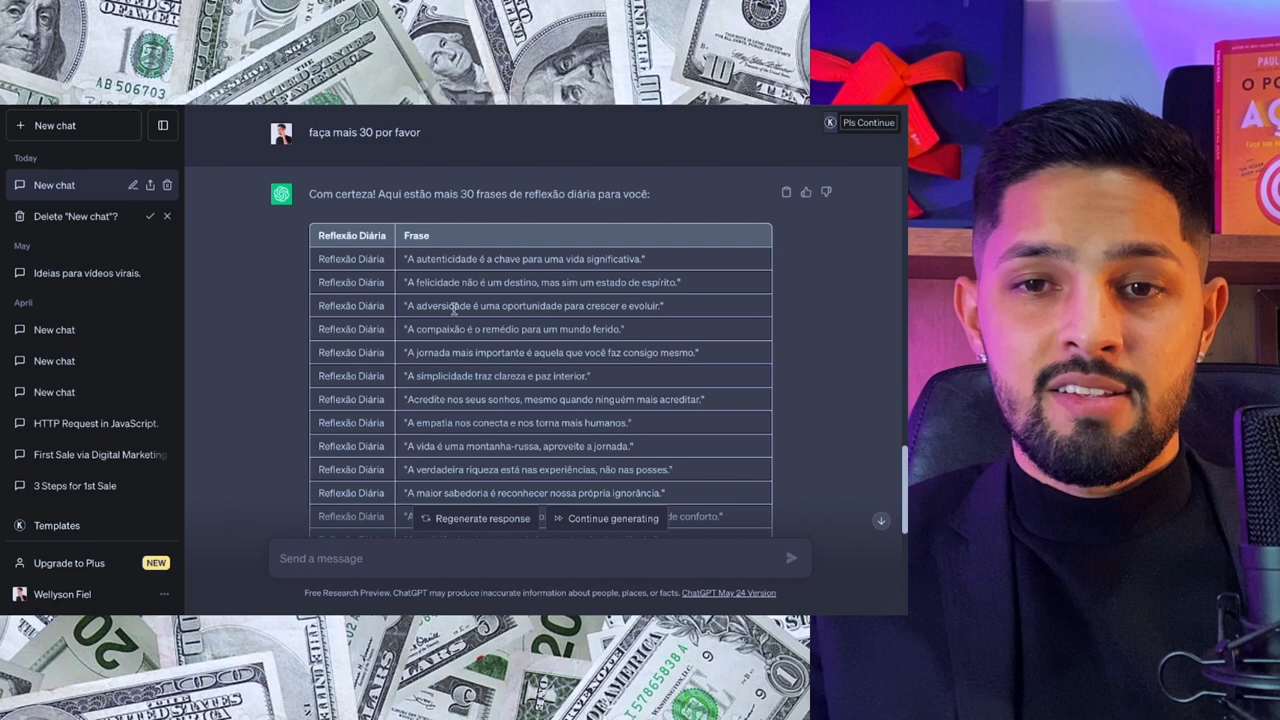 AB506703
+ New chat
Today
New chat
Delete "New chat"?
May
Ideias para vídeos virais.
April
New chat
New chat
New chat
HTTP Request in JavaScript.
First Sale via Digital Marketing
3 Steps for 1st Sale
Templates
Upgrade to Plus NEW
Wellyson Fiel
faça mais 30 por favor
K Pls Continue
Com certeza! Aqui estão mais 30 frases de reflexão diária para você:
Reflexão Diária Frase
Reflexão Diária "A autenticidade é a chave para uma vida significativa."
Reflexão Diária "A felicidade não é um destino, mas sim um estado de espírito."
Reflexão Diária "A adversidade é uma oportunidade para crescer e evoluir."
Reflexão Diária "A compaixão é o remédio para um mundo ferido."
Reflexão Diária "A jornada mais importante é aquela que você faz consigo mesmo."
Reflexão Diária "A simplicidade traz clareza e paz interior."
Reflexão Diária "Acredite nos seus sonhos, mesmo quando ninguém mais acreditar."
Reflexão Diária "A empatia nos conecta e nos torna mais humanos."
Reflexão Diária "A vida é uma montanha-russa, aproveite a jornada."
Reflexão Diária "A verdadeira riqueza está nas experiências, não nas posses."
Reflexão Diária "A maior sabedoria é reconhecer nossa própria ignorância."
Reflexão Diária "A de conforto."
Regenerate response
Continue generating
Send a message
Free Research Preview. ChatGPT may produce inaccurate information about people, places, or facts. ChatGPT May 24 Version
PAUL
O PO
AÇ
I57865838A
20